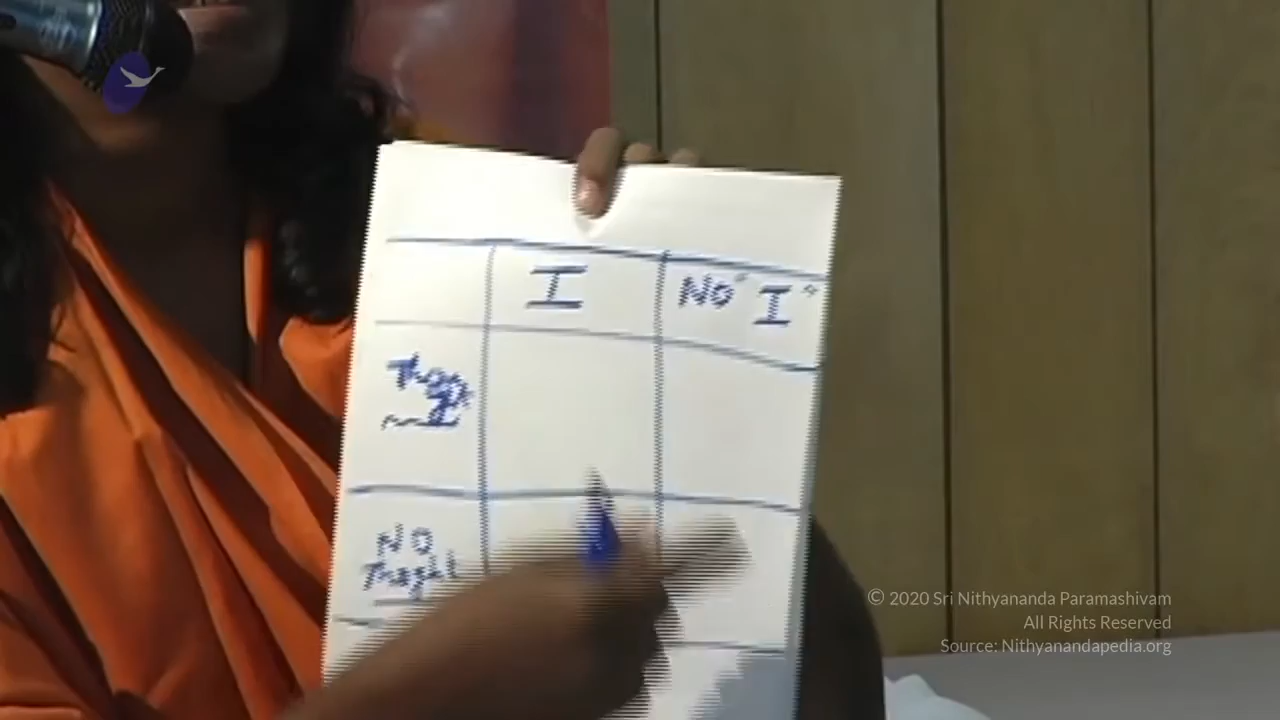 I
NO "I"
Thought
NO
Thought
© 2020 Sri Nithyananda Paramashivam
All Rights Reserved
Source: Nithyanandapedia.org